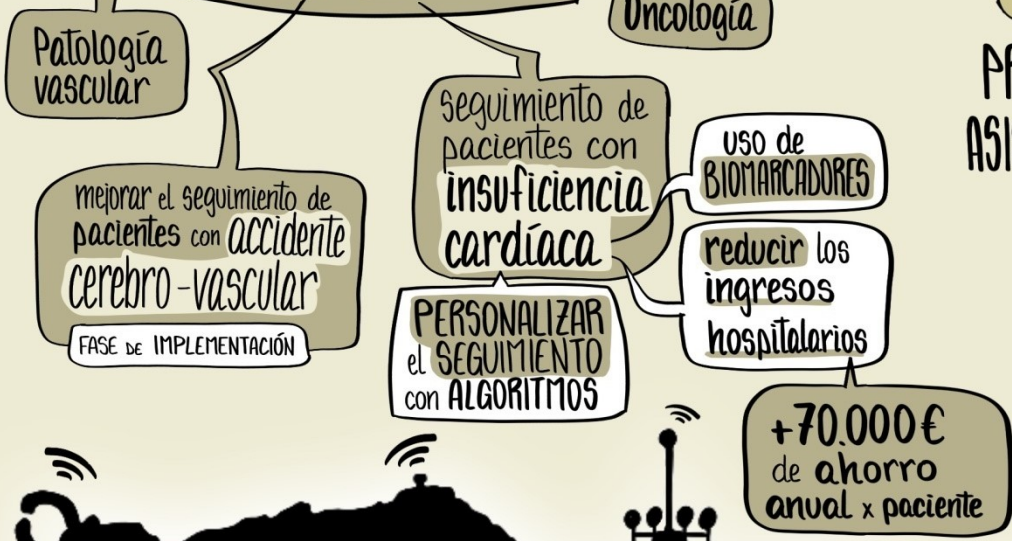 Oncología
Patología
vascular
mejorar el seguimiento de
pacientes con accidente
cerebro-vascular
FASE DE IMPLEMENTACIÓN
seguimiento de
pacientes con
insuficiencia
cardíaca
uso de
BIOMARCADORES
reducir los
ingresos
hospitalarios
PERSONALIZAR
el SEGUIMIENTO
con ALGORITMOS
+70.000€
de ahorro
anual x paciente